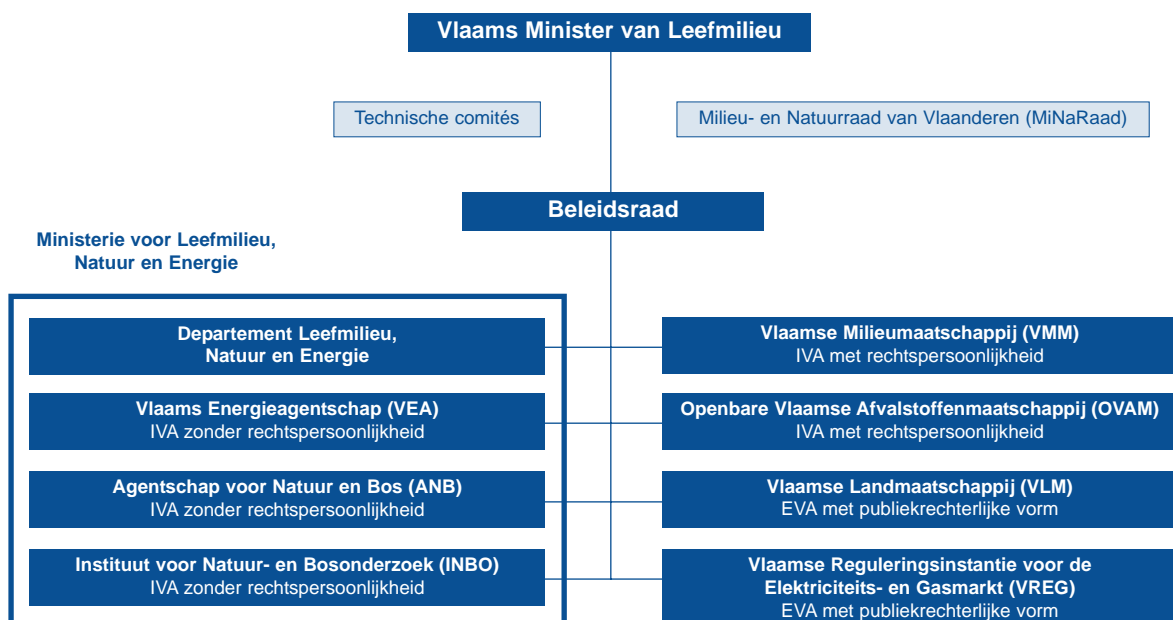 Vlaams Minister van Leefmilieu
Technische comités
Milieu- en Natuurraad van Vlaanderen (MiNaRaad)
Beleidsraad
Ministerie voor Leefmilieu,
Natuur en Energie
Departement Leefmilieu,
Natuur en Energie
Vlaams Energieagentschap (VEA)
IVA zonder rechtspersoonlijkheid
Agentschap voor Natuur en Bos (ANB)
IVA zonder rechtspersoonlijkheid
Instituut voor Natuur- en Bosonderzoek (INBO)
IVA zonder rechtspersoonlijkheid
Vlaamse Milieumaatschappij (VMM)
IVA met rechtspersoonlijkheid
Openbare Vlaamse Afvalstoffenmaatschappij (OVAM)
IVA met rechtspersoonlijkheid
Vlaamse Landmaatschappij (VLM)
EVA met publiekrechterlijke vorm
Vlaamse Reguleringsinstantie voor de
Elektriciteits- en Gasmarkt (VREG)
EVA met publiekrechterlijke vorm